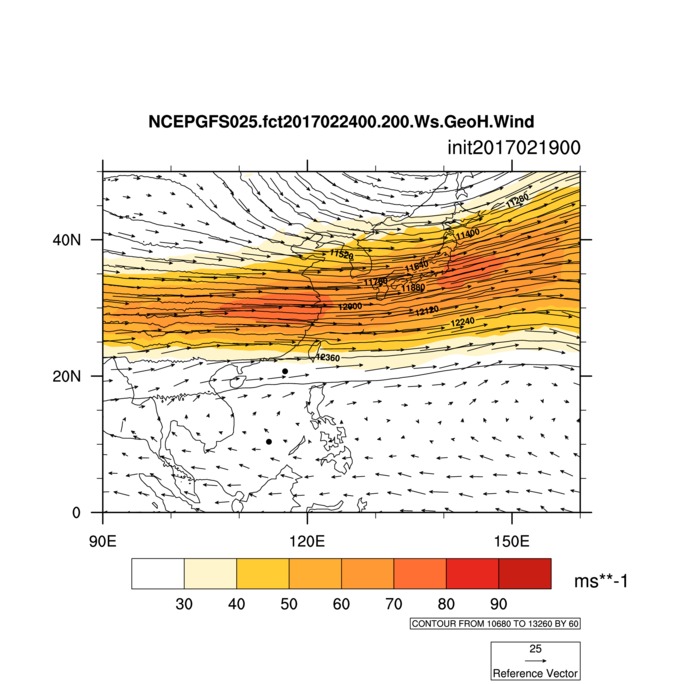 NCEPGFS025.fct2017022400.200.Ws.GeoH.Wind
init2017021900
11280
11400
11520
11640
11760
11880
12000
12120
12240
12360
40N
20N
0
90E 120E 150E
30 40 50 60 70 80 90
ms**-1
CONTOUR FROM 10680 TO 13260 BY 60
25
Reference Vector